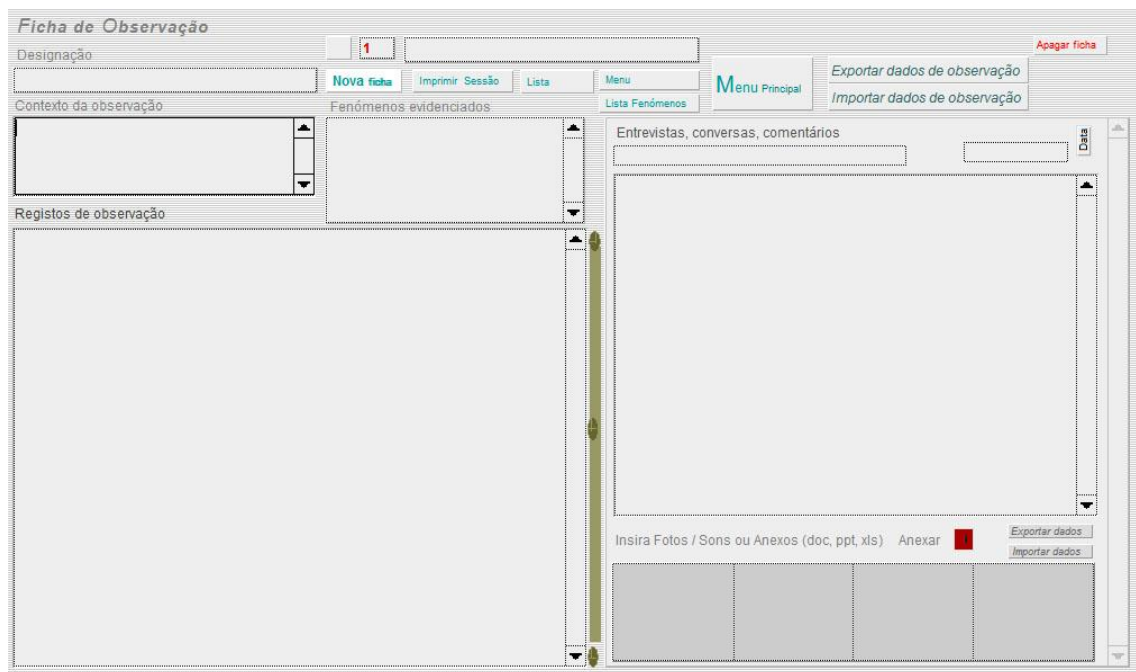 Ficha de Observação
Apagar ficha
Designação
1
Nova ficha
Imprimir Sessão
Lista
Menu
Lista Fenómenos
Menu Principal
Exportar dados de observação
Importar dados de observação
Contexto da observação
Fenómenos evidenciados
Entrevistas, conversas, comentários
Data
Registos de observação
Insira Fotos / Sons ou Anexos (doc, ppt, xls)
Anexar
Exportar dados
Importar dados